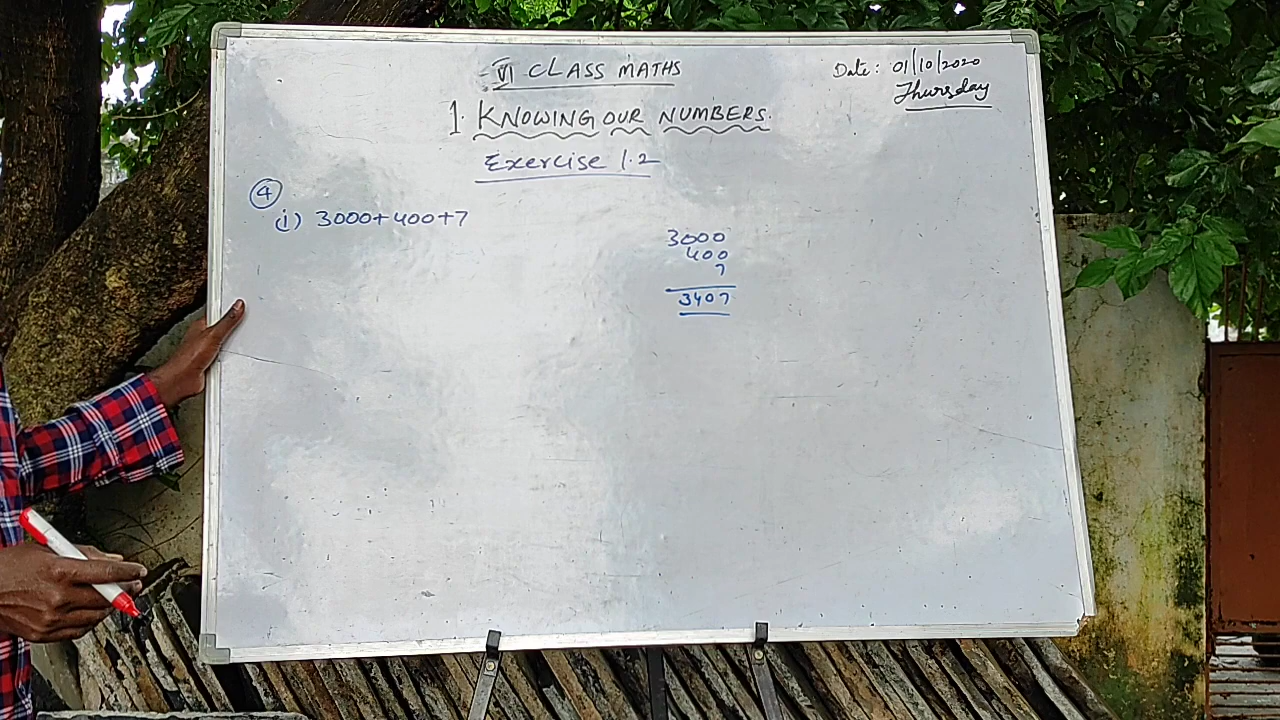 VI CLASS MATHS
Date: 01/10/2020
Thursday
1. KNOWING OUR NUMBERS.
Exercise 1.2
4
(i) 3000+400+7
3000
400
7
3407